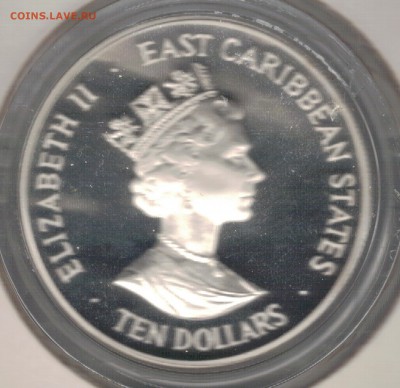 COINS.LAVE.RU
ELIZABETH II · EAST CARIBBEAN STATES ·
· TEN DOLLARS ·